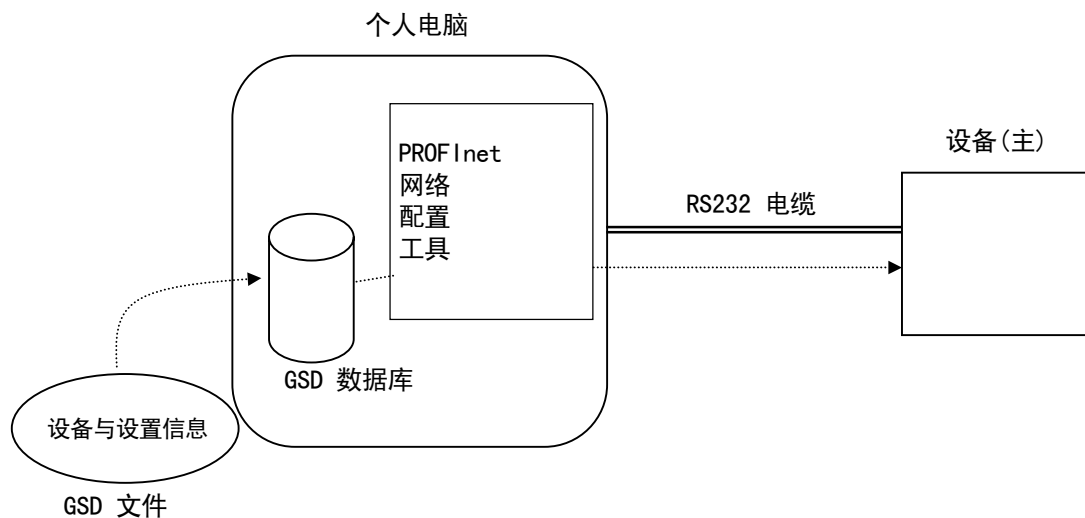 个人电脑
设备(主)
PROFInet
网络
配置
工具
RS232 电缆
GSD 数据库
设备与设置信息
GSD 文件